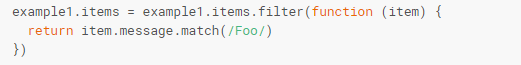 example1.items = example1.items.filter(function (item) {
  return item.message.match(/Foo/)
})